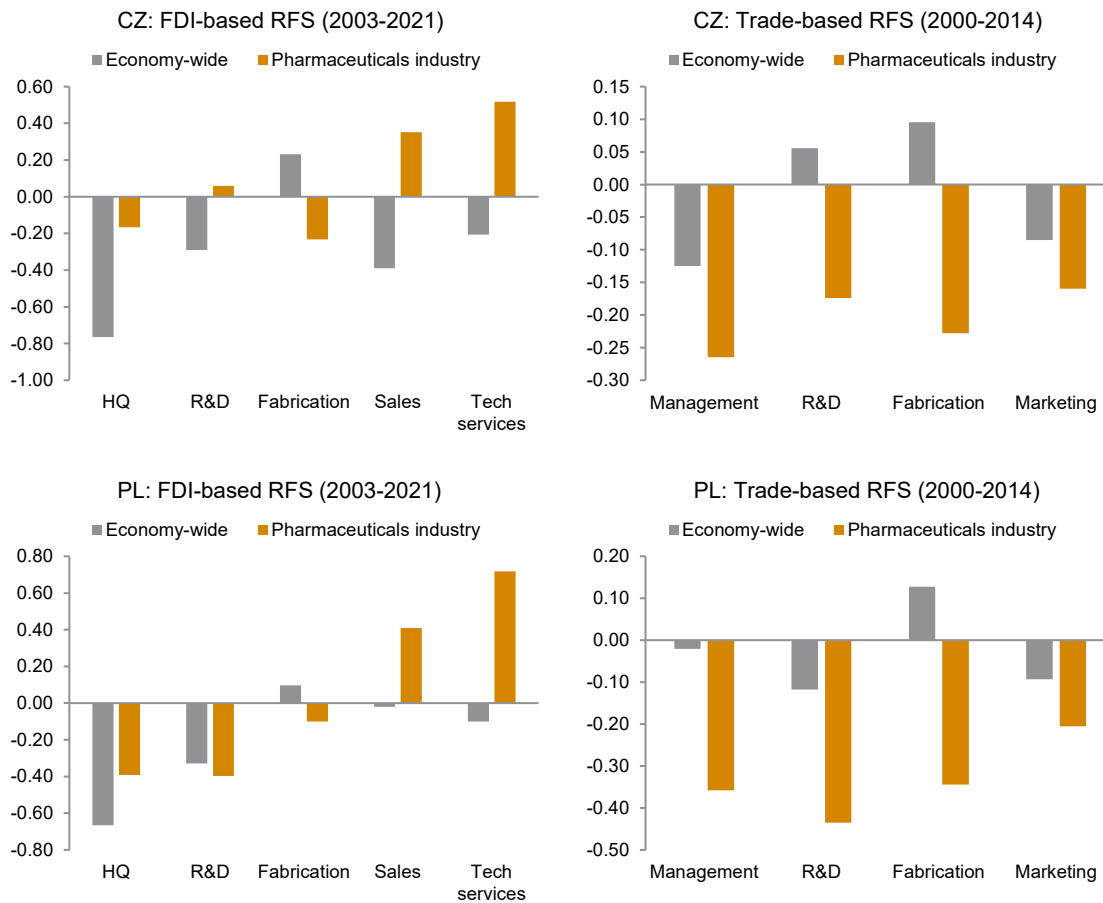 CZ: FDI-based RFS (2003-2021)
Economy-wide Pharmaceuticals industry
0.60
0.40
0.20
0.00
-0.20
-0.40
-0.60
-0.80
-1.00
HQ R&D Fabrication Sales Tech
services
CZ: Trade-based RFS (2000-2014)
Economy-wide Pharmaceuticals industry
0.15
0.10
0.05
0.00
-0.05
-0.10
-0.15
-0.20
-0.25
-0.30
Management R&D Fabrication Marketing
PL: FDI-based RFS (2003-2021)
Economy-wide Pharmaceuticals industry
0.80
0.60
0.40
0.20
0.00
-0.20
-0.40
-0.60
-0.80
HQ R&D Fabrication Sales Tech
services
PL: Trade-based RFS (2000-2014)
Economy-wide Pharmaceuticals industry
0.20
0.10
0.00
-0.10
-0.20
-0.30
-0.40
-0.50
Management R&D Fabrication Marketing